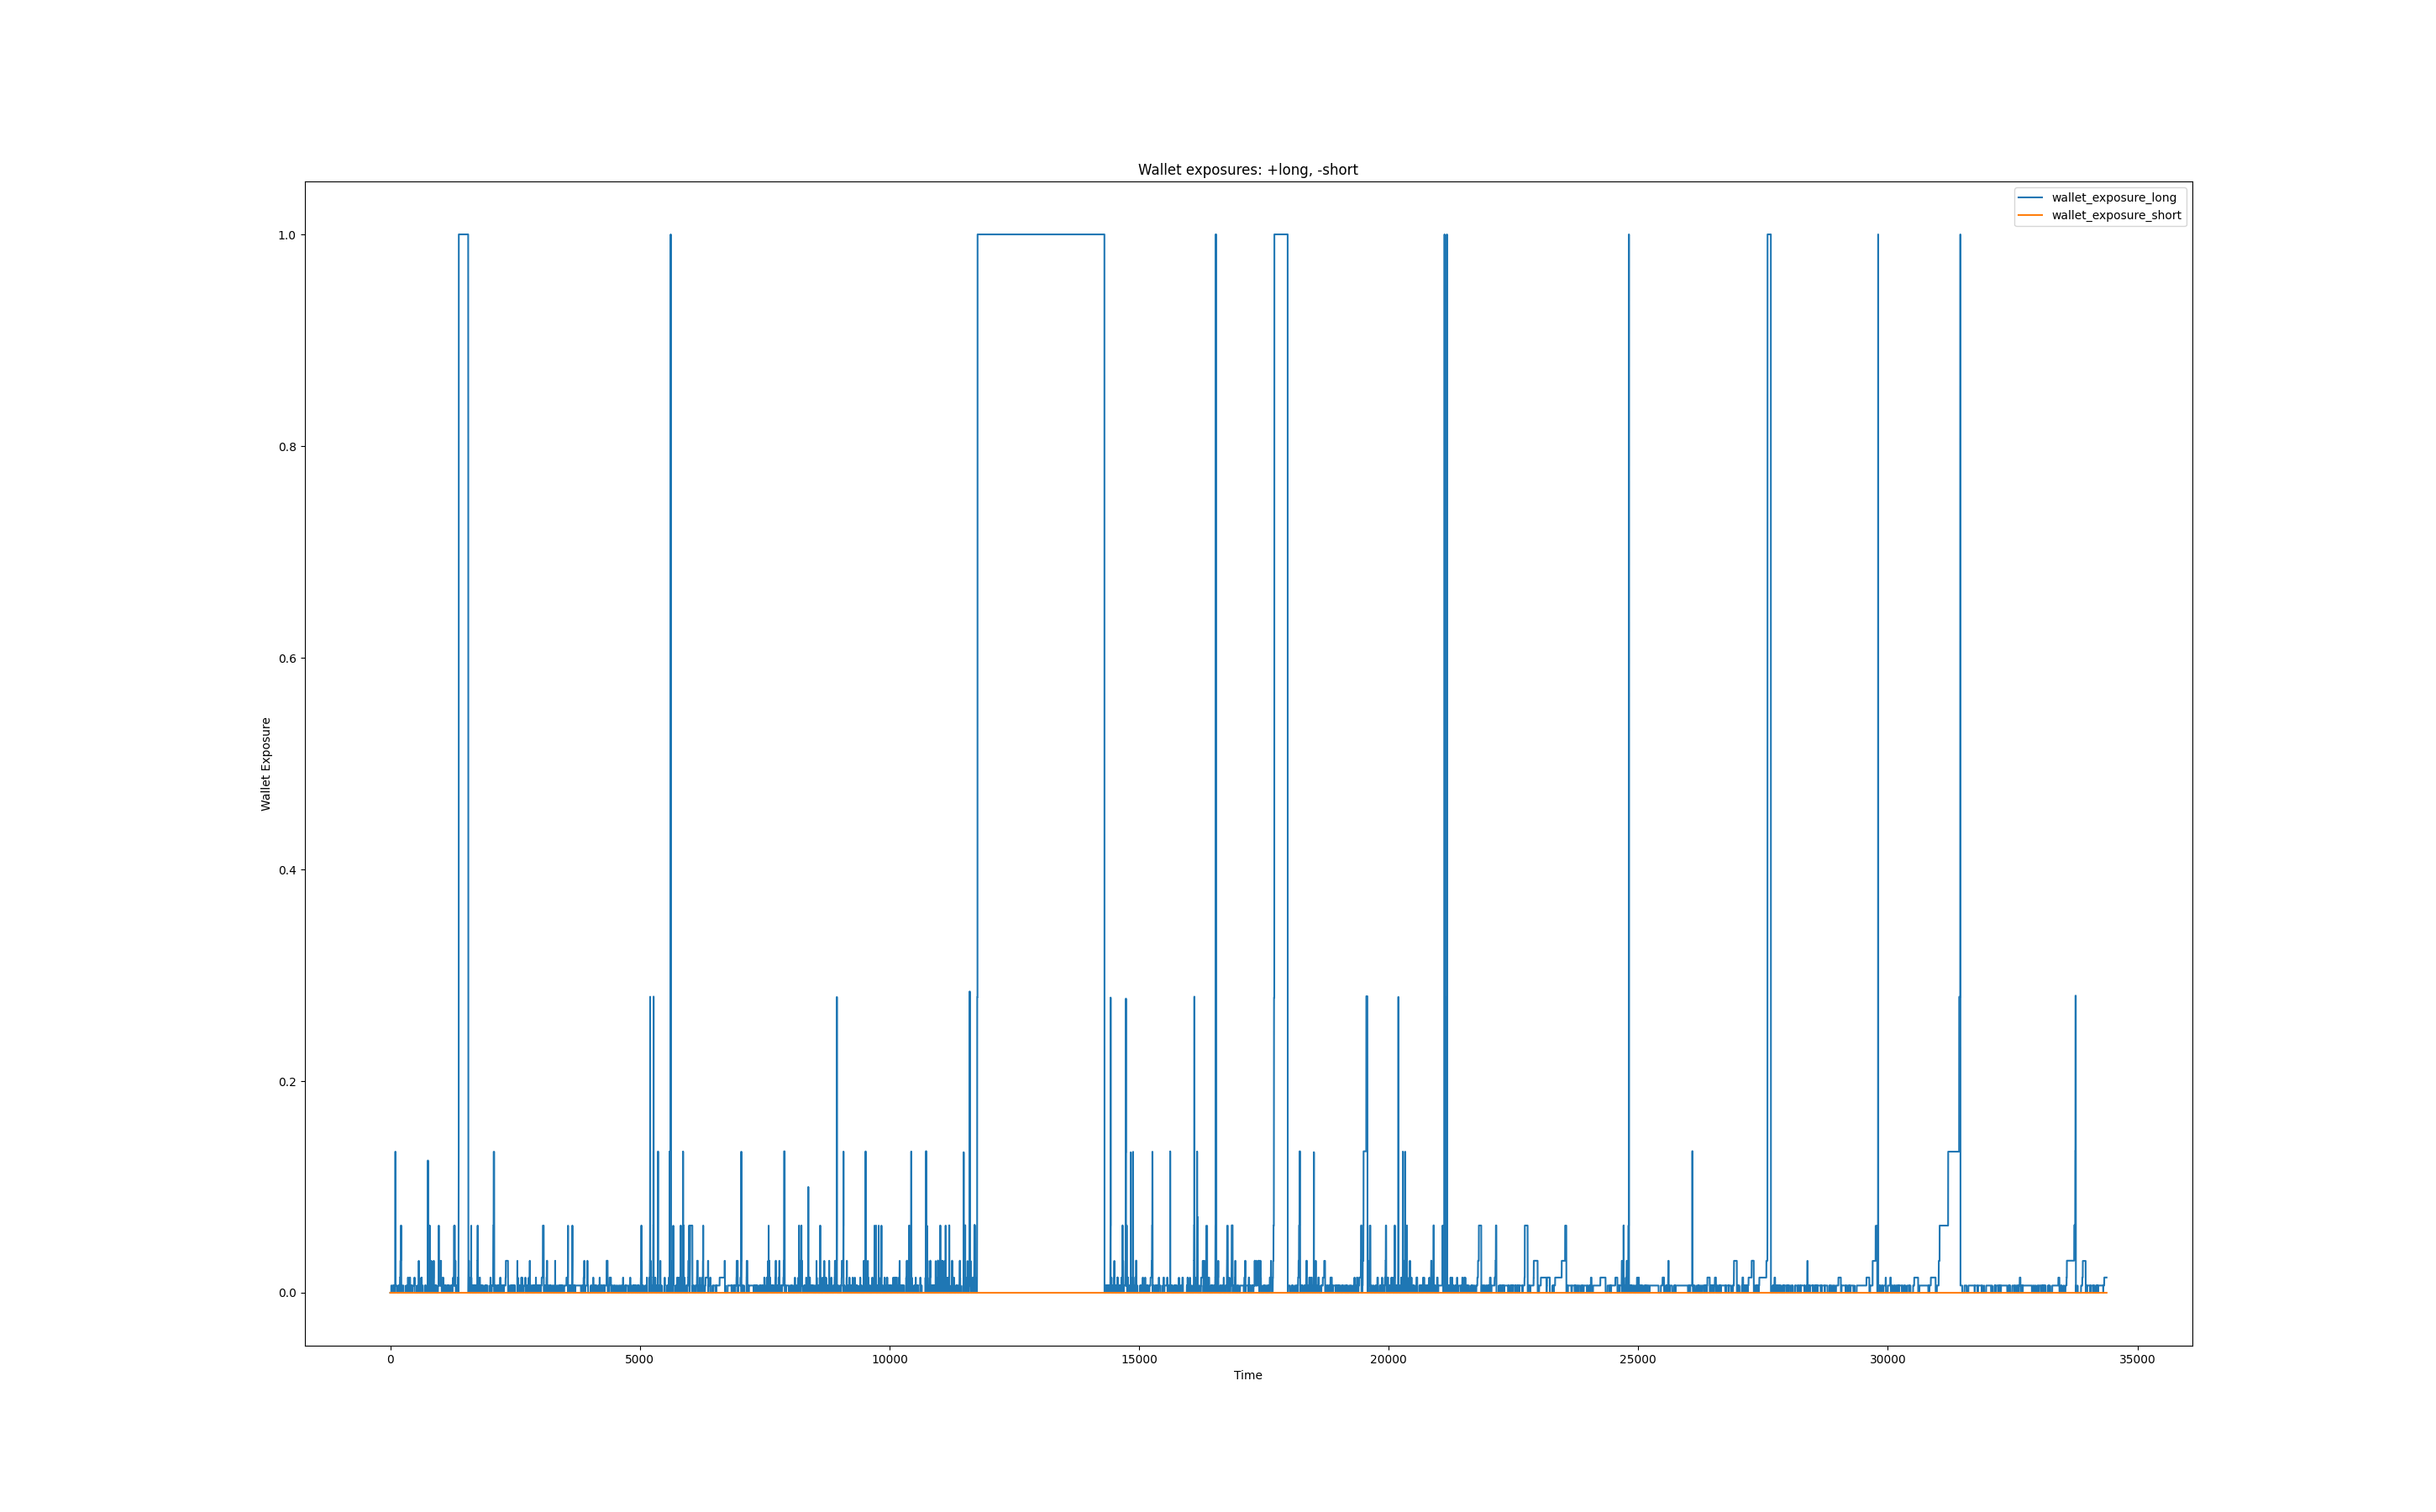 Wallet exposures: +long, -short
wallet_exposure_long
wallet_exposure_short
1.0
0.8
0.6
0.4
0.2
0.0
Wallet Exposure
0 5000 10000 15000 20000 25000 30000 35000
Time